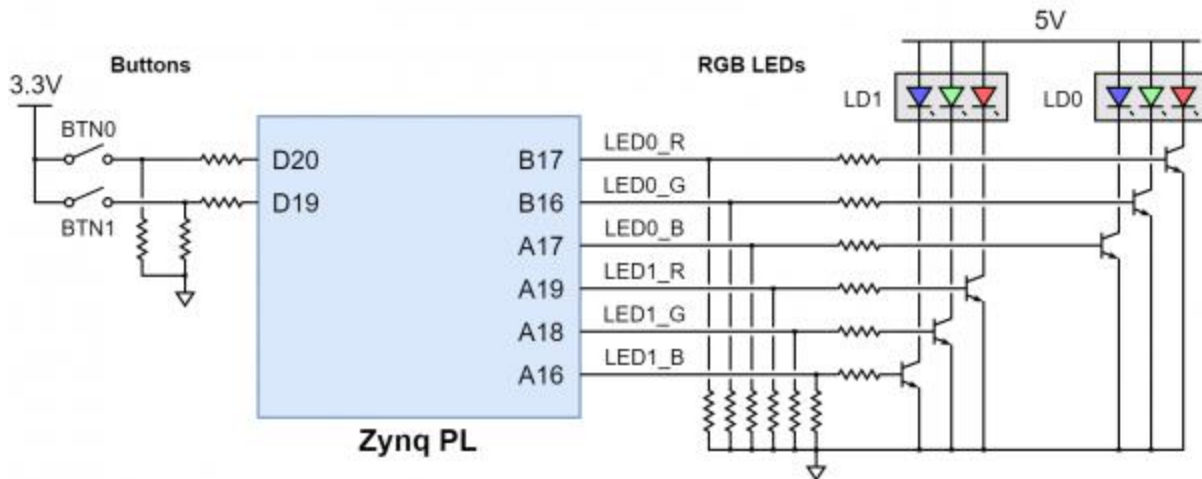 5V
Buttons
RGB LEDs
3.3V
LD1
LD0
BTN0
LED0_R
D20
B17
LED0_G
D19
B16
BTN1
LED0_B
A17
LED1_R
A19
LED1_G
A18
LED1_B
A16
Zynq PL